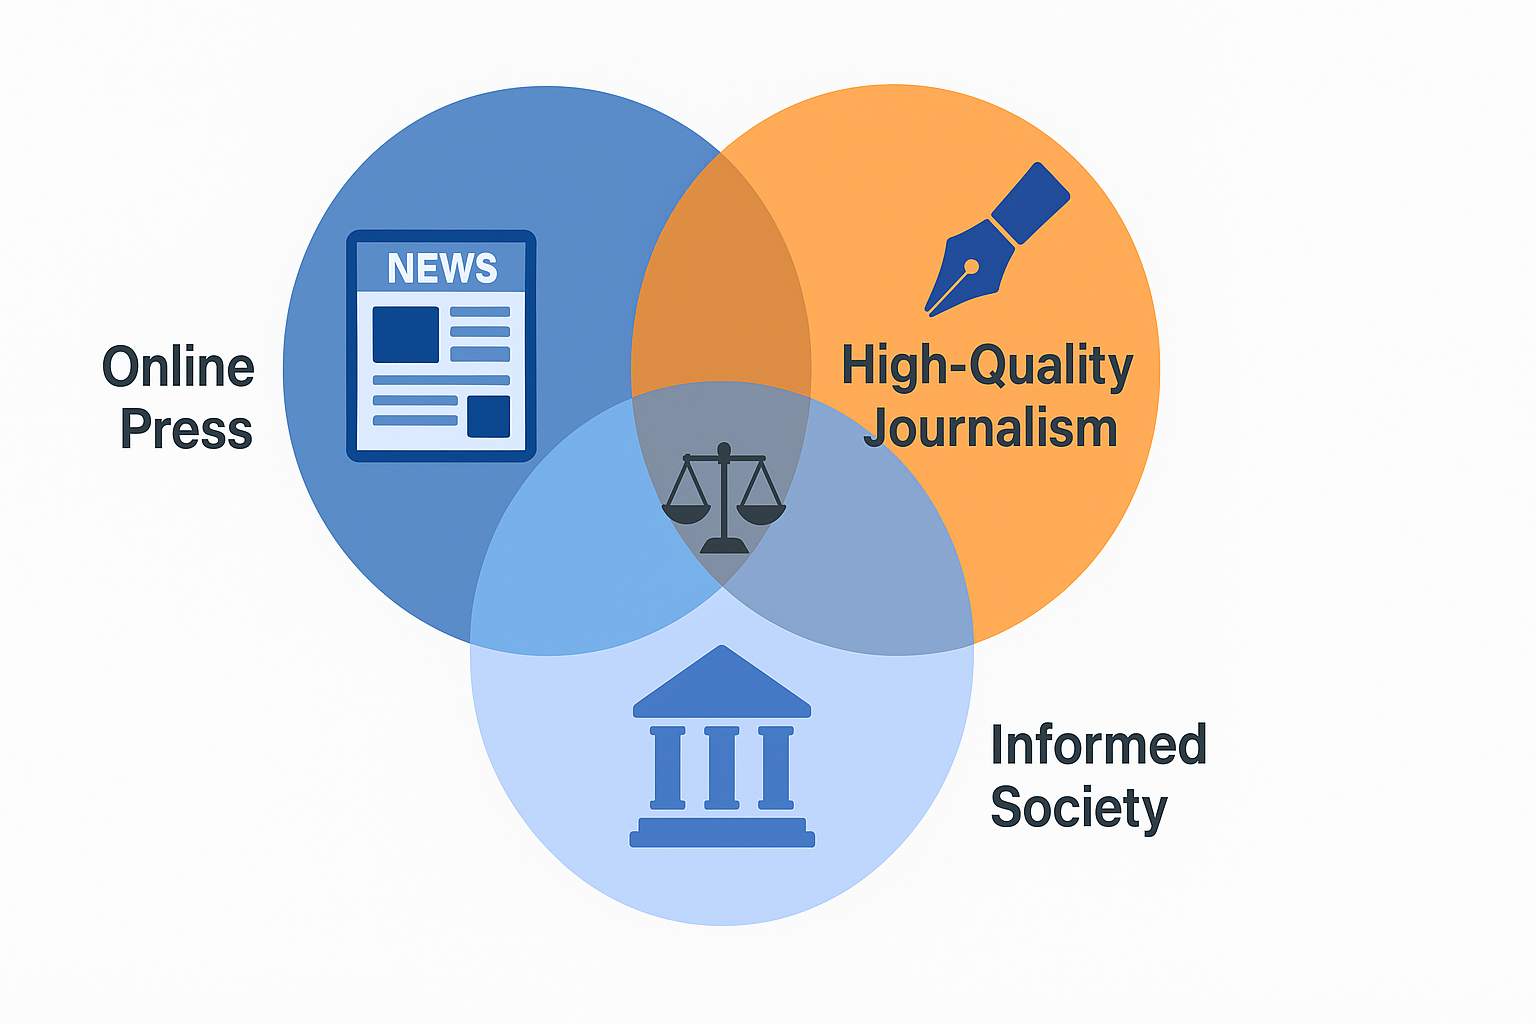 NEWS
Online
Press
High-Quality
Journalism
Informed
Society